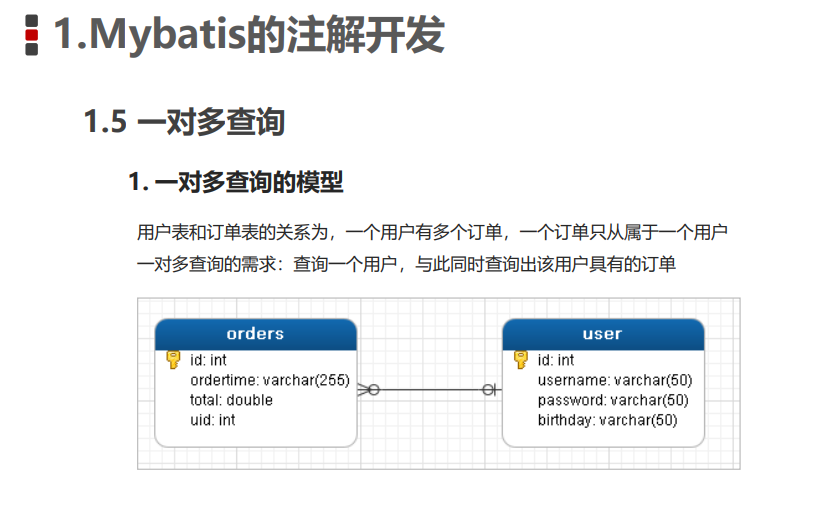 1.Mybatis的注解开发
1.5 一对多查询
1. 一对多查询的模型
用户表和订单表的关系为，一个用户有多个订单，一个订单只从属于一个用户
一对多查询的需求：查询一个用户，与此同时查询出该用户具有的订单
orders
id: int
ordertime: varchar(255)
total: double
uid: int
user
id: int
username: varchar(50)
password: varchar(50)
birthday: varchar(50)